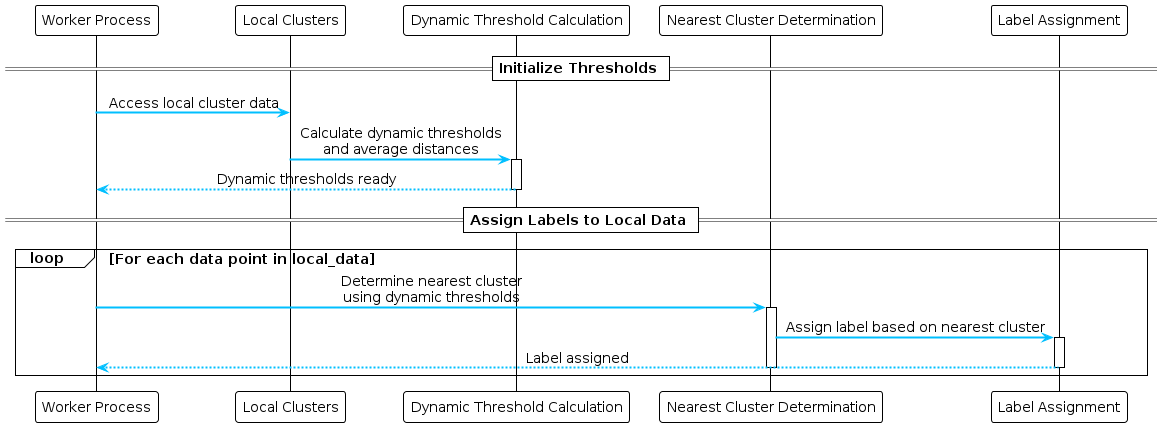 Worker Process
Local Clusters
Dynamic Threshold Calculation
Nearest Cluster Determination
Label Assignment
Initialize Thresholds
Access local cluster data
Calculate dynamic thresholds
and average distances
Dynamic thresholds ready
Assign Labels to Local Data
loop
[For each data point in local_data]
Determine nearest cluster
using dynamic thresholds
Assign label based on nearest cluster
Label assigned
Worker Process
Local Clusters
Dynamic Threshold Calculation
Nearest Cluster Determination
Label Assignment